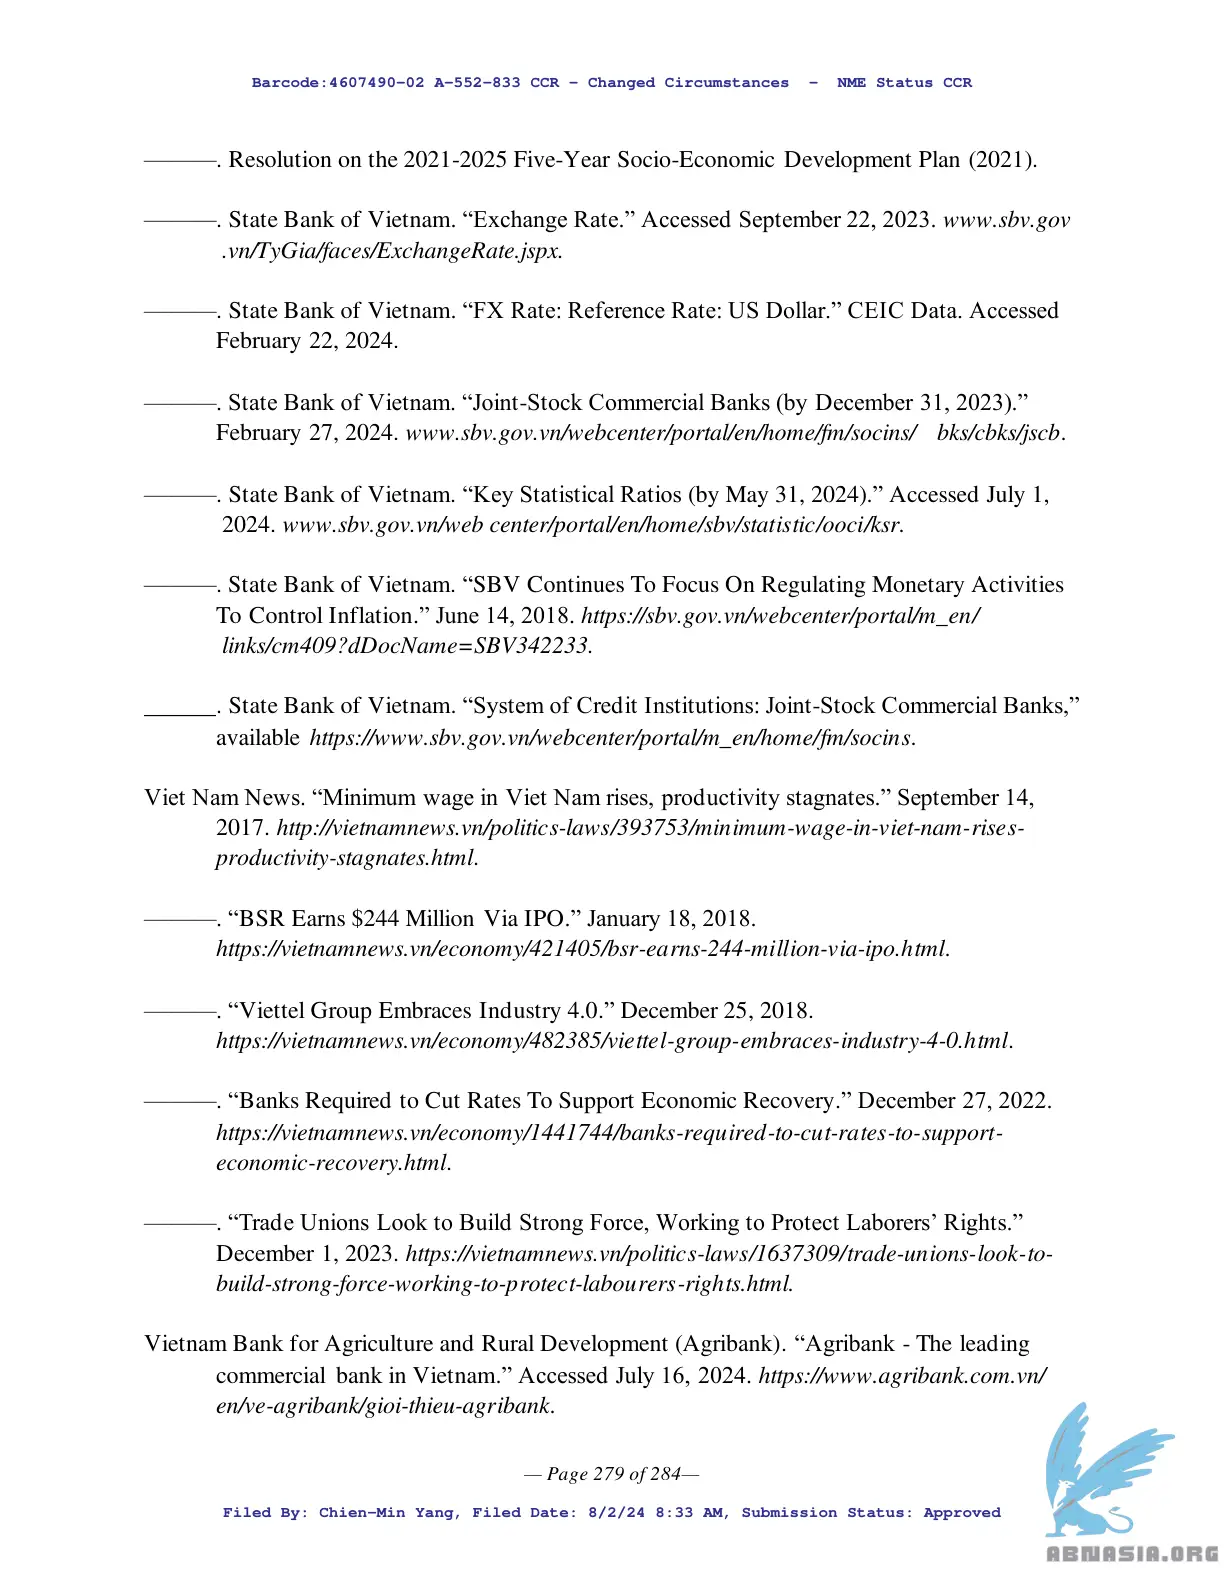 Barcode:4607490-02 A-552-833 CCR - Changed Circumstances - NME Status CCR
———. Resolution on the 2021-2025 Five-Year Socio-Economic Development Plan (2021).
———. State Bank of Vietnam. “Exchange Rate.” Accessed September 22, 2023. www.sbv.gov
.vn/TyGia/faces/ExchangeRate.jspx.
———. State Bank of Vietnam. “FX Rate: Reference Rate: US Dollar.” CEIC Data. Accessed
February 22, 2024.
———. State Bank of Vietnam. “Joint-Stock Commercial Banks (by December 31, 2023).”
February 27, 2024. www.sbv.gov.vn/webcenter/portal/en/home/fm/socins/ bks/cbks/jscb.
———. State Bank of Vietnam. “Key Statistical Ratios (by May 31, 2024).” Accessed July 1,
2024. www.sbv.gov.vn/web center/portal/en/home/sbv/statistic/ooci/ksr.
———. State Bank of Vietnam. “SBV Continues To Focus On Regulating Monetary Activities
To Control Inflation.” June 14, 2018. https://sbv.gov.vn/webcenter/portal/m_en/
links/cm409?dDocName=SBV342233.
______. State Bank of Vietnam. “System of Credit Institutions: Joint-Stock Commercial Banks,”
available https://www.sbv.gov.vn/webcenter/portal/m_en/home/fm/socins.
Viet Nam News. “Minimum wage in Viet Nam rises, productivity stagnates.” September 14,
2017. http://vietnamnews.vn/politics-laws/393753/minimum-wage-in-viet-nam-rises-
productivity-stagnates.html.
———. “BSR Earns $244 Million Via IPO.” January 18, 2018.
https://vietnamnews.vn/economy/421405/bsr-earns-244-million-via-ipo.html.
———. “Viettel Group Embraces Industry 4.0.” December 25, 2018.
https://vietnamnews.vn/economy/482385/viettel-group-embraces-industry-4-0.html.
———. “Banks Required to Cut Rates To Support Economic Recovery.” December 27, 2022.
https://vietnamnews.vn/economy/1441744/banks-required-to-cut-rates-to-support-
economic-recovery.html.
———. “Trade Unions Look to Build Strong Force, Working to Protect Laborers’ Rights.”
December 1, 2023. https://vietnamnews.vn/politics-laws/1637309/trade-unions-look-to-
build-strong-force-working-to-protect-labourers-rights.html.
Vietnam Bank for Agriculture and Rural Development (Agribank). “Agribank - The leading
commercial bank in Vietnam.” Accessed July 16, 2024. https://www.agribank.com.vn/
en/ve-agribank/gioi-thieu-agribank.
— Page 279 of 284—
Filed By: Chien-Min Yang, Filed Date: 8/2/24 8:33 AM, Submission Status: Approved
ABNASIA.ORG